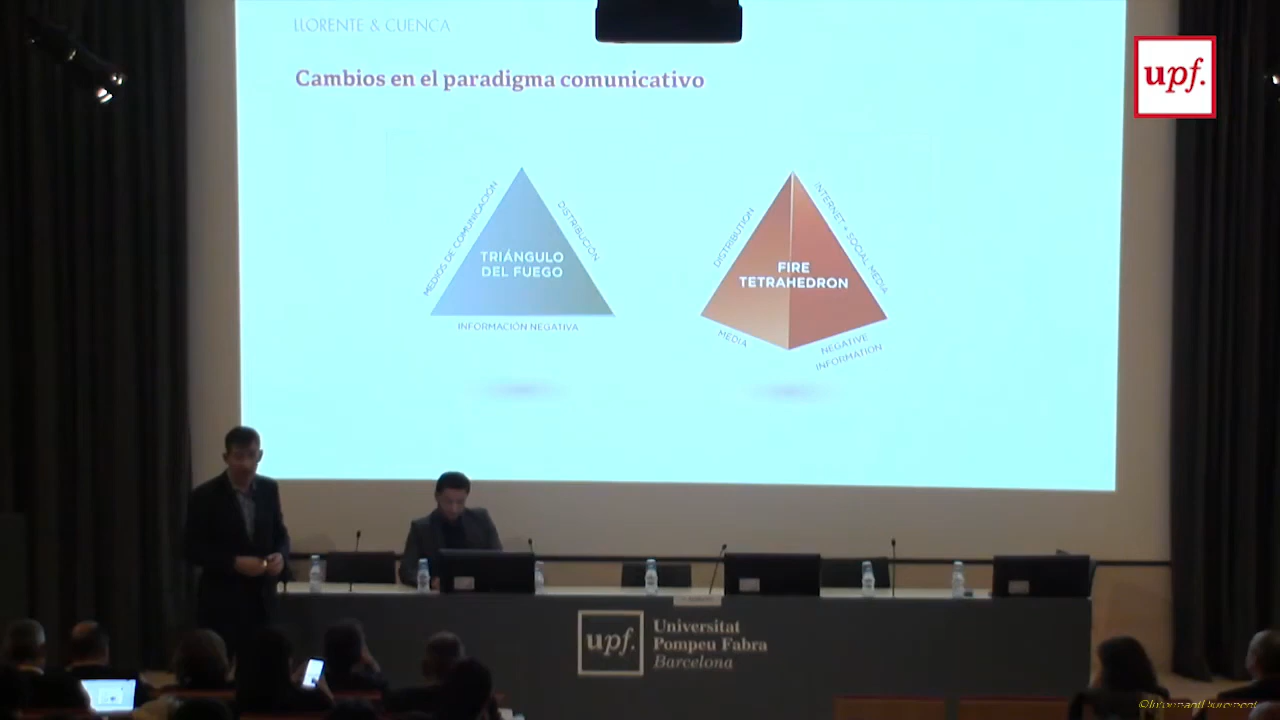 LLORENTE & CUENCA
Cambios en el paradigma comunicativo
MEDIOS DE COMUNICACIÓN
DISTRIBUCIÓN
TRIÁNGULO
DEL FUEGO
INFORMACIÓN NEGATIVA
DISTRIBUTION
INTERNET + SOCIAL MEDIA
FIRE
TETRAHEDRON
MEDIA
NEGATIVE
INFORMATION
upf.
upf.
Universitat
Pompeu Fabra
Barcelona